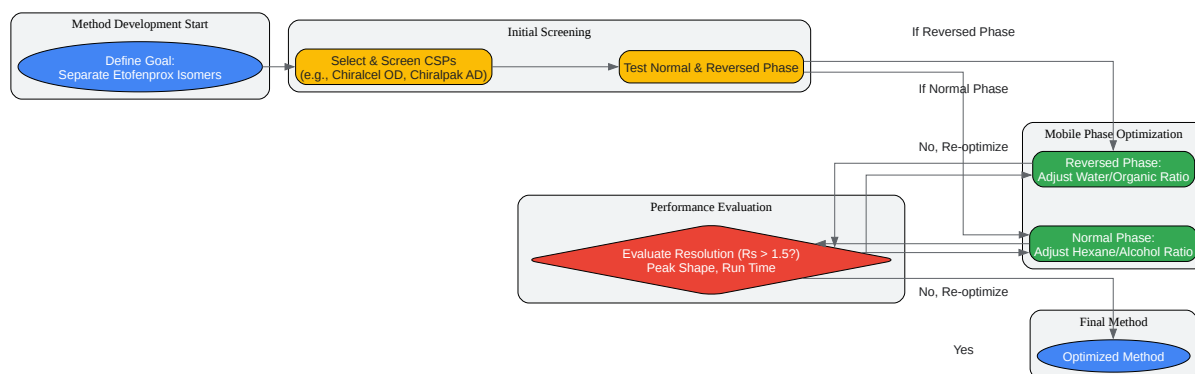 Method Development Start
Define Goal:
Separate Etofenprox Isomers
Initial Screening
Select & Screen CSPs
(e.g., Chiralcel OD, Chiralpak AD)
Test Normal & Reversed Phase
If Reversed Phase
If Normal Phase
Mobile Phase Optimization
No, Re-optimize
Reversed Phase:
Adjust Water/Organic Ratio
Performance Evaluation
Normal Phase:
Adjust Hexane/Alcohol Ratio
Evaluate Resolution (Rs > 1.5?)
Peak Shape, Run Time
No, Re-optimize
Final Method
Yes
Optimized Method